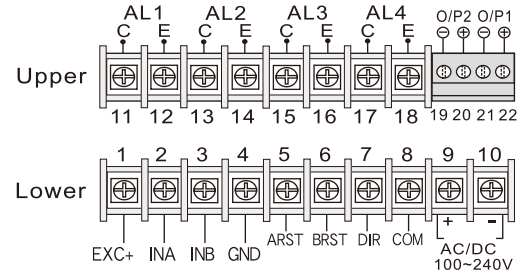 AL1 AL2 AL3 AL4 O/P2 O/P1
C E C E C E C E ⊖ ⊕ ⊖ ⊕
Upper
11 12 13 14 15 16 17 18 19 20 21 22
1 2 3 4 5 6 7 8 9 10
Lower
+ -
EXC+ INA INB GND ARST BRST DIR COM AC/DC
100~240V